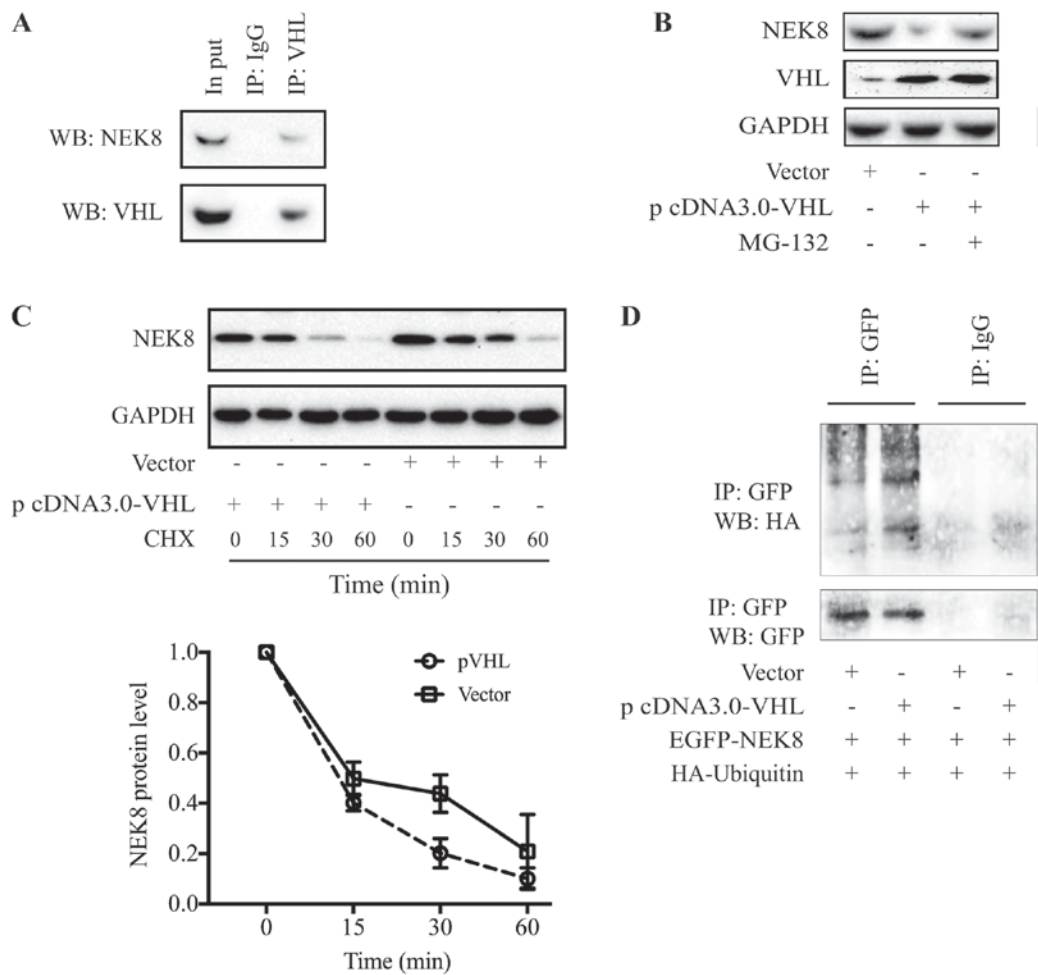 A
In put
IP: IgG
IP: VHL
WB: NEK8
WB: VHL
B
NEK8
VHL
GAPDH
Vector + - -
p cDNA3.0-VHL - + +
MG-132 - - +
C
NEK8
GAPDH
Vector - - - - + + + +
p cDNA3.0-VHL + + + + - - - -
CHX 0 15 30 60 0 15 30 60
Time (min)
NEK8 protein level
1.0
0.8
0.6
0.4
0.2
0.0
pVHL
Vector
0 15 30 60
Time (min)
D
IP: GFP
IP: IgG
IP: GFP
WB: HA
IP: GFP
WB: GFP
Vector + - + -
p cDNA3.0-VHL - + - +
EGFP-NEK8 + + + +
HA-Ubiquitin + + + +